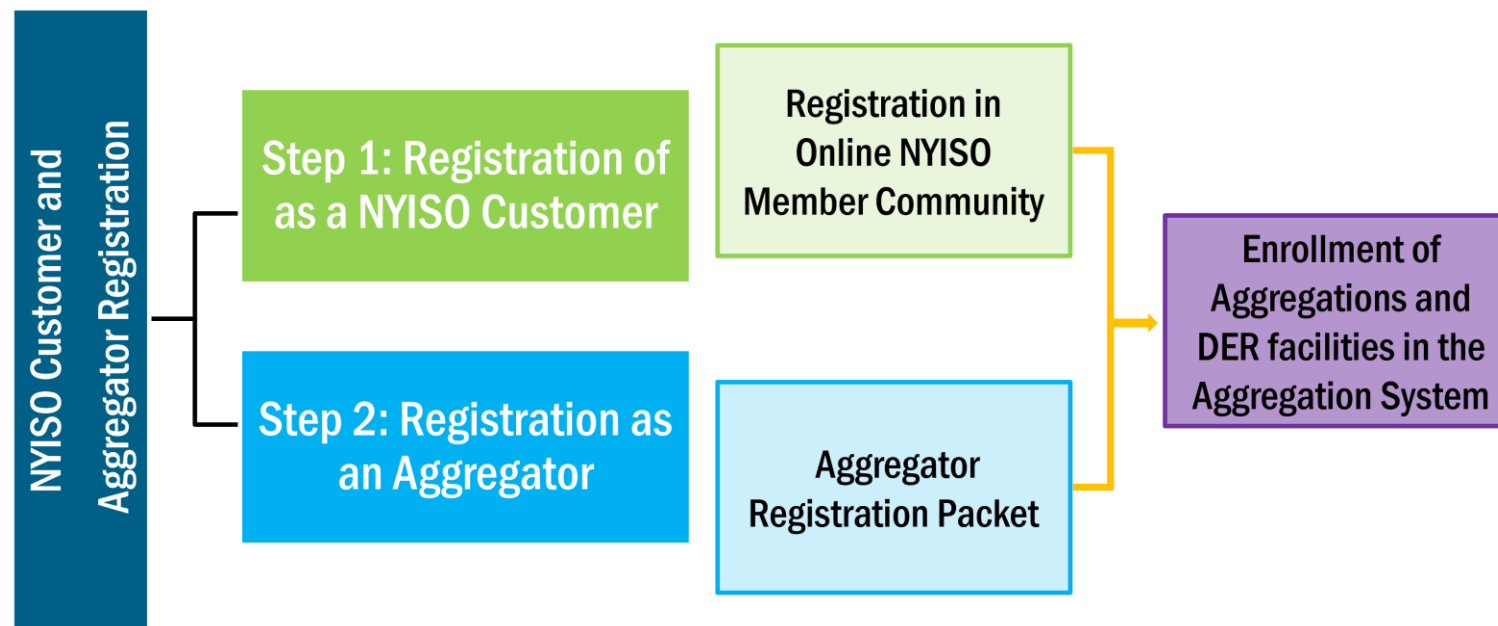 NYISO Customer and
Aggregator Registration
Step 1: Registration of
as a NYISO Customer
Registration in
Online NYISO
Member Community
Step 2: Registration as
an Aggregator
Aggregator
Registration Packet
Enrollment of
Aggregations and
DER facilities in the
Aggregation System